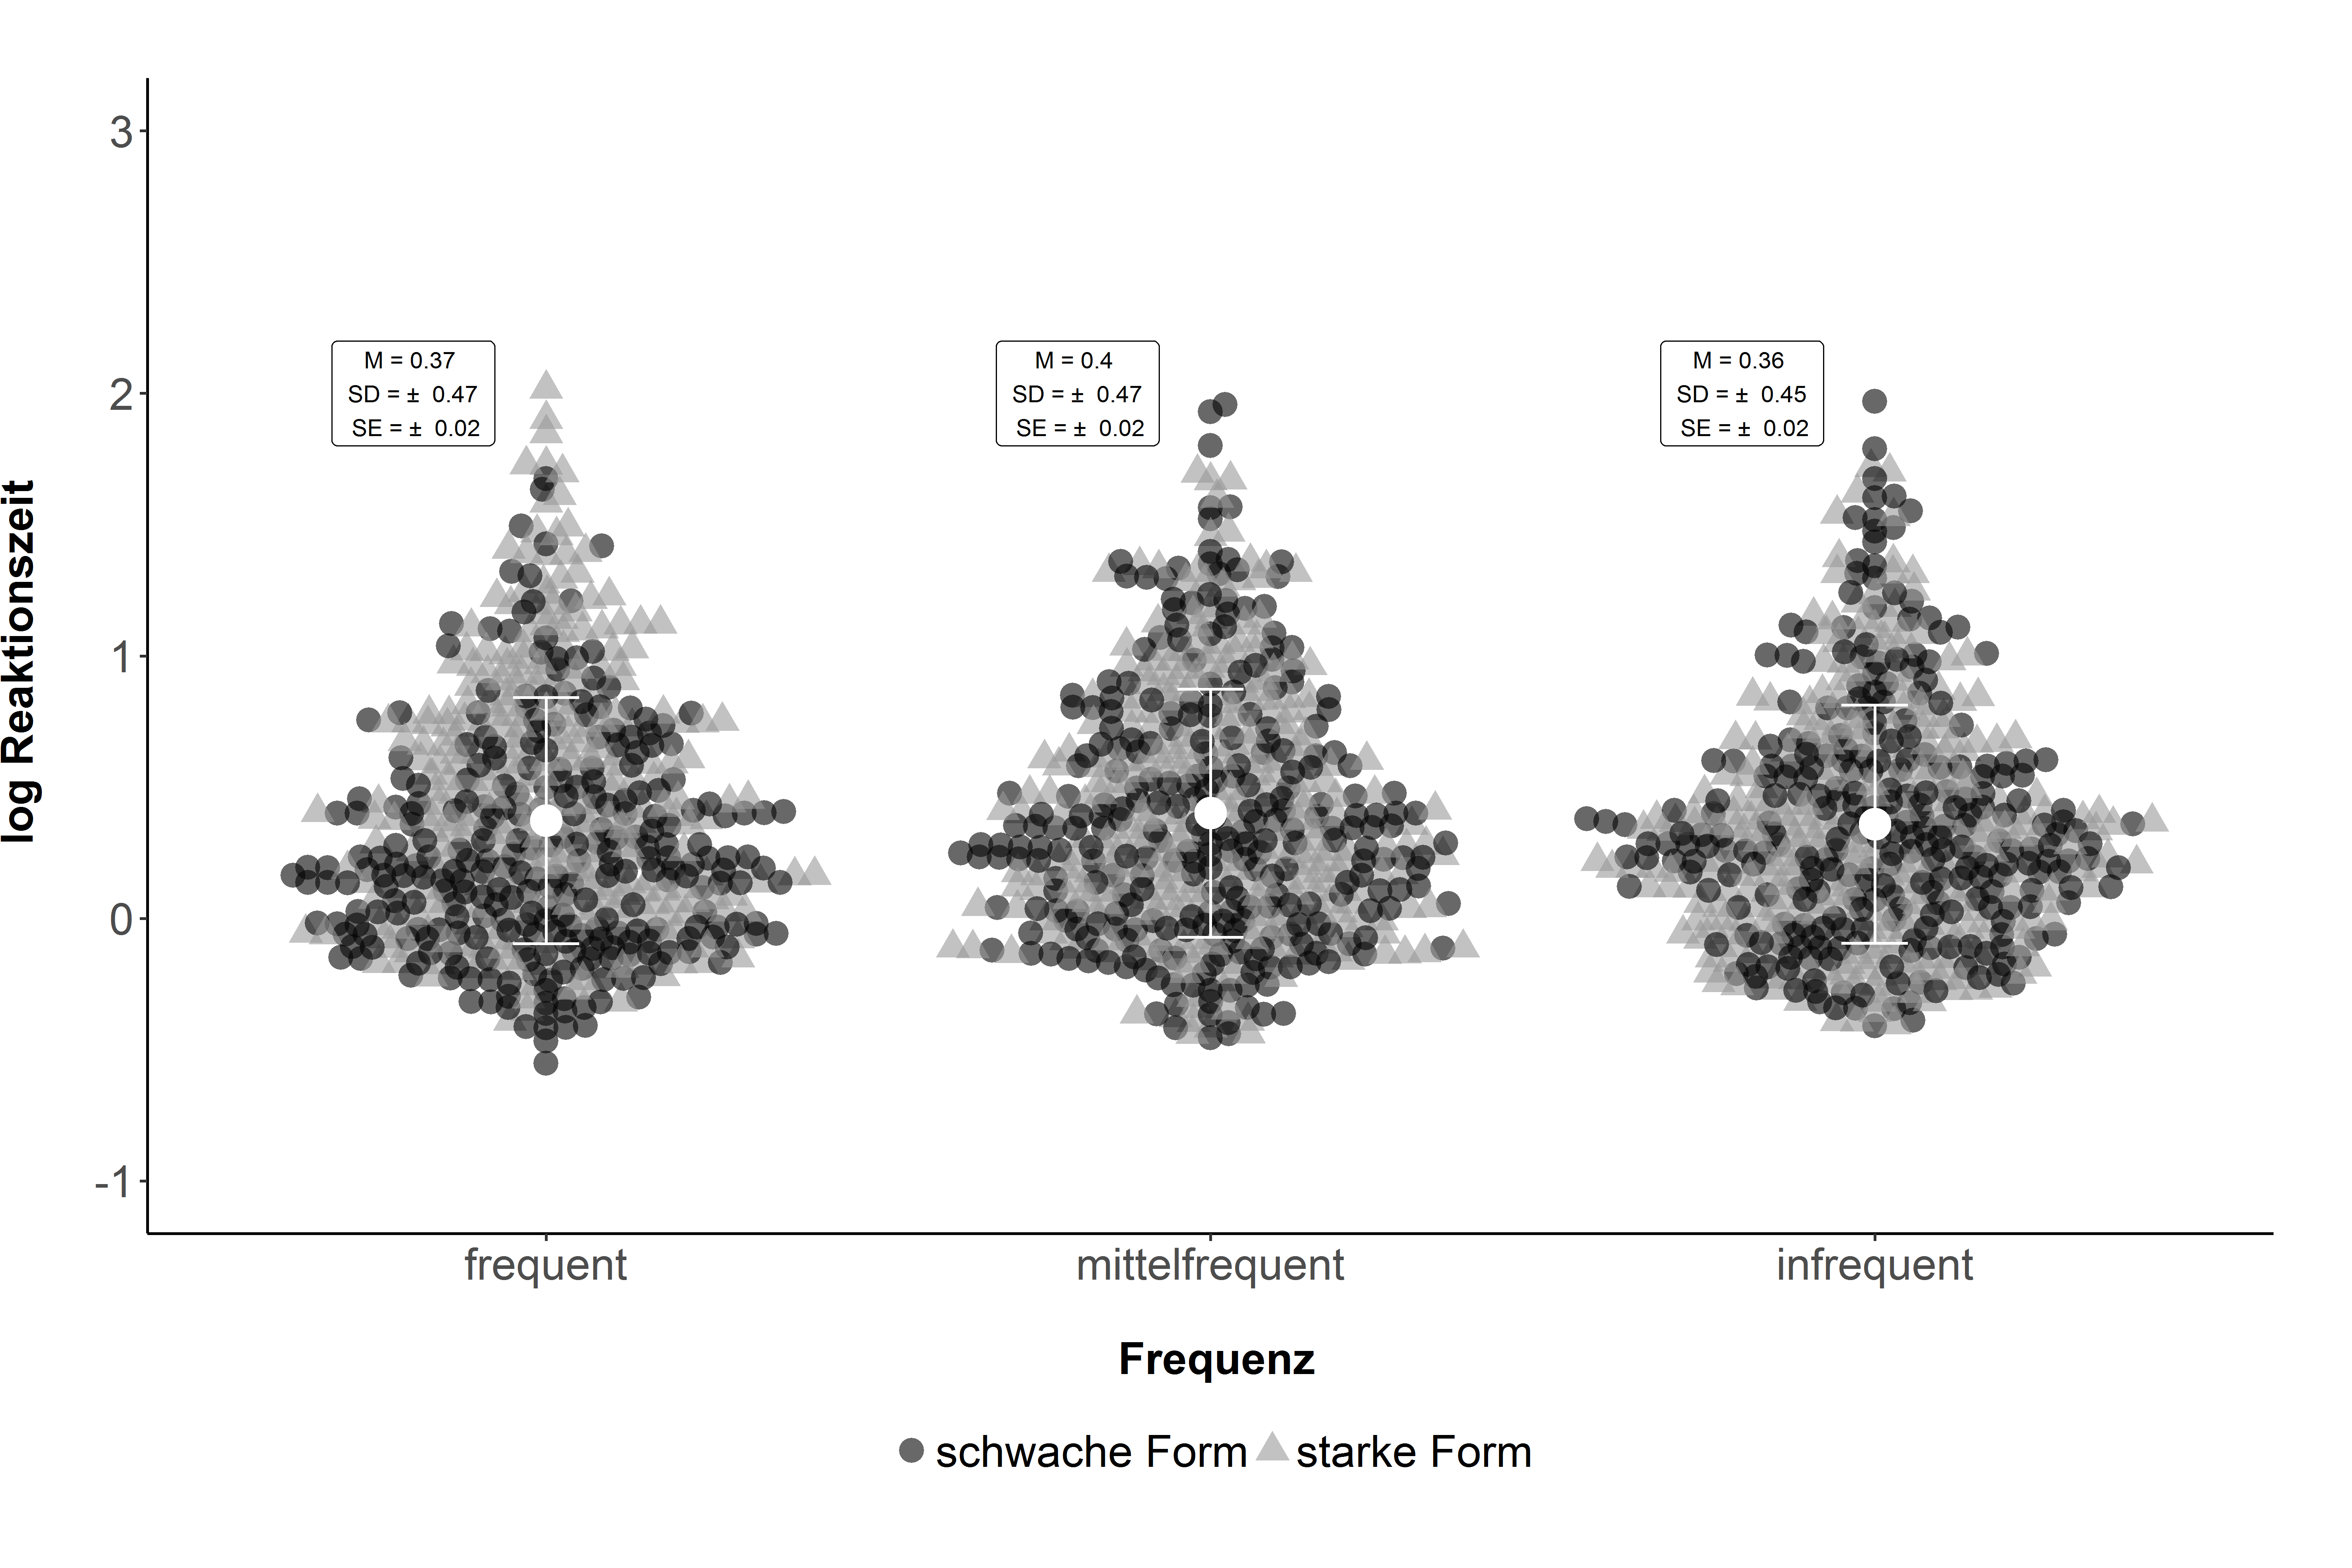 log Reaktionszeit
3
2
1
0
-1
M = 0.37
SD = ± 0.47
SE = ± 0.02
M = 0.4
SD = ± 0.47
SE = ± 0.02
M = 0.36
SD = ± 0.45
SE = ± 0.02
frequent
mittelfrequent
infrequent
Frequenz
schwache Form
starke Form